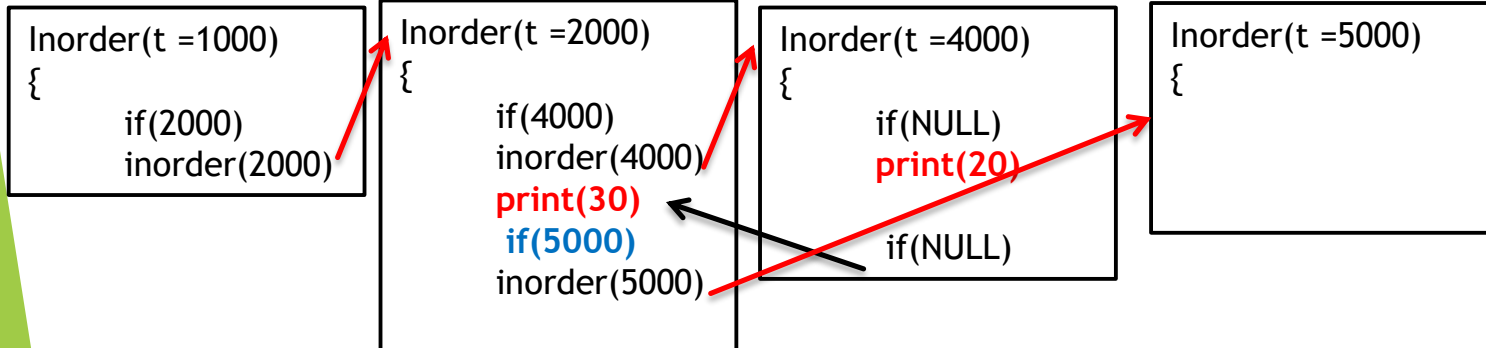 Inorder(t =1000)
{
if(2000)
inorder(2000)
Inorder(t =2000)
{
if(4000)
inorder(4000)
print(30)
if(5000)
inorder(5000)
Inorder(t =4000)
{
if(NULL)
print(20)
if(NULL)
Inorder(t =5000)
{